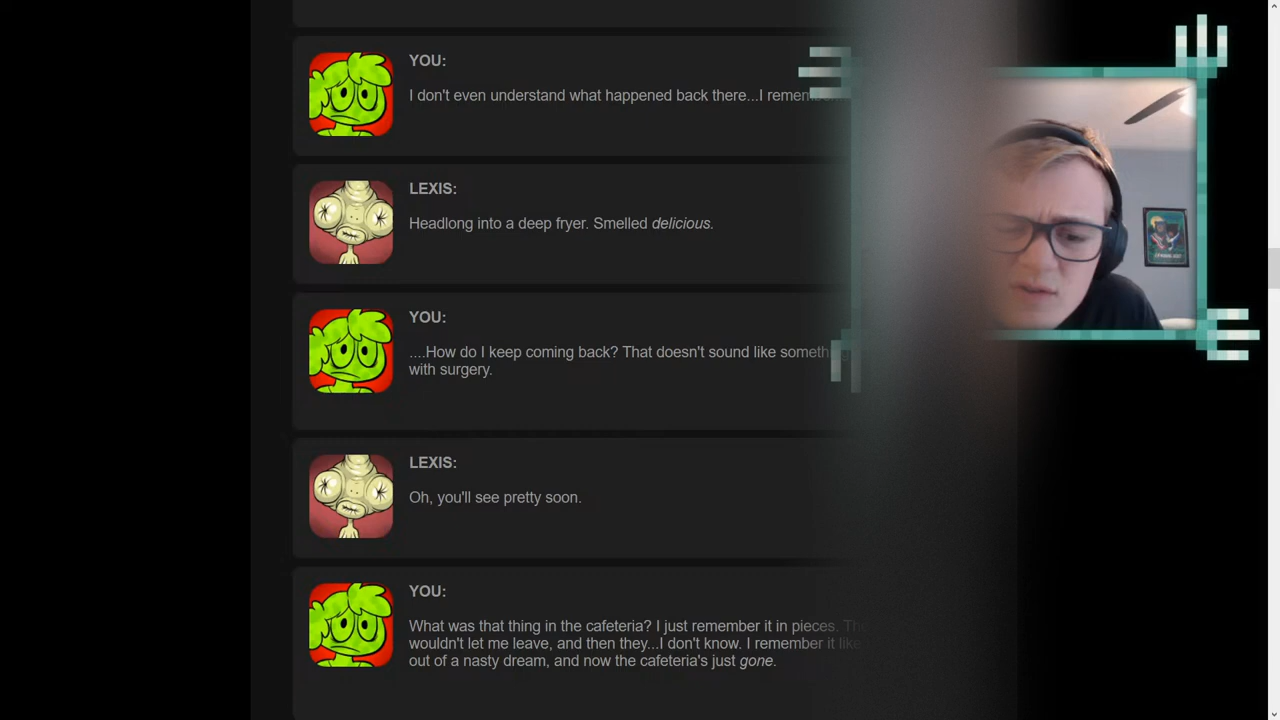 YOU:
I don't even understand what happened back there...I
LEXIS:
Headlong into a deep fryer. Smelled delicious.
YOU:
....How do I keep coming back? That doesn't sound like
with surgery.
LEXIS:
Oh, you'll see pretty soon.
YOU:
What was that thing in the cafeteria? I just remember it in pieces.
wouldn't let me leave, and then they...I don't know. I remember it like
out of a nasty dream, and now the cafeteria's just gone.